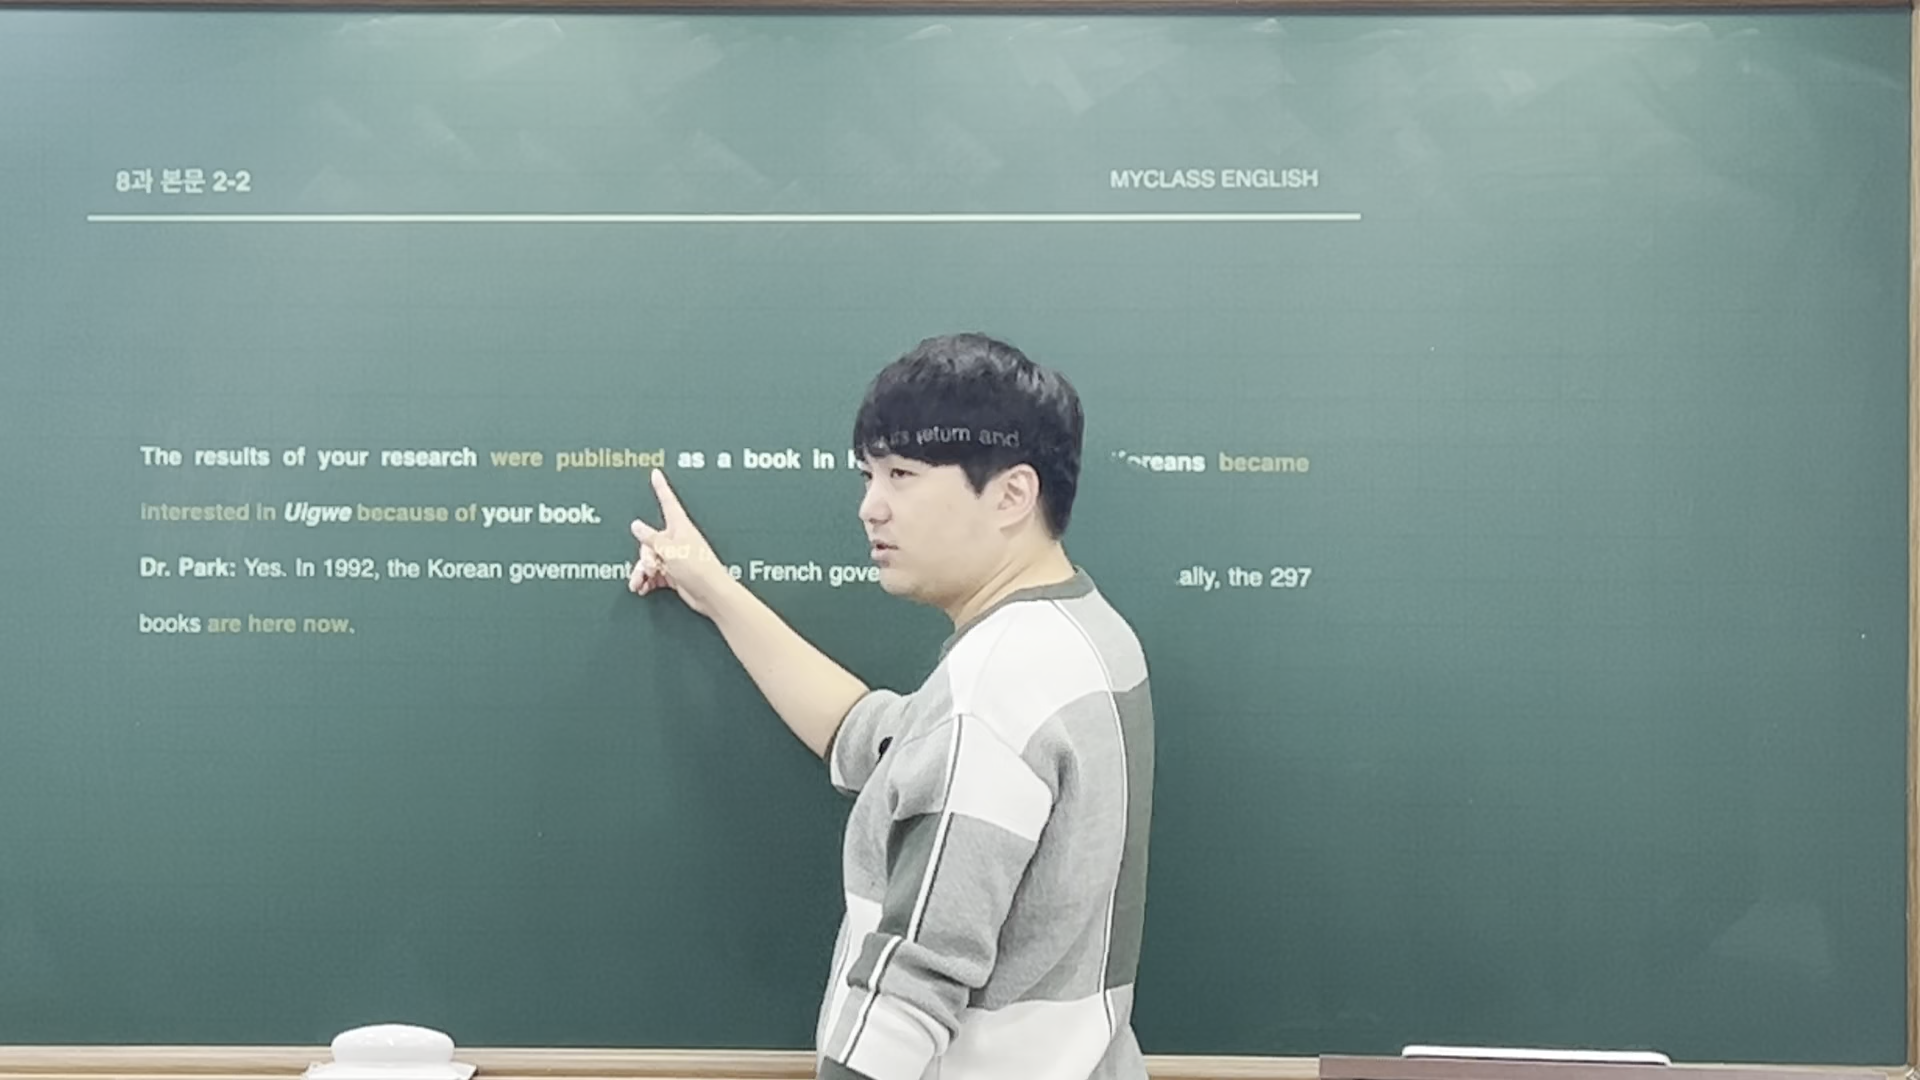 8과 본문 2-2
MYCLASS ENGLISH
The results of your research were published as a book in Koreans became
interested in Uigwe because of your book.
Dr. Park: Yes. In 1992, the Korean government French its return and ally, the 297
books are here now.